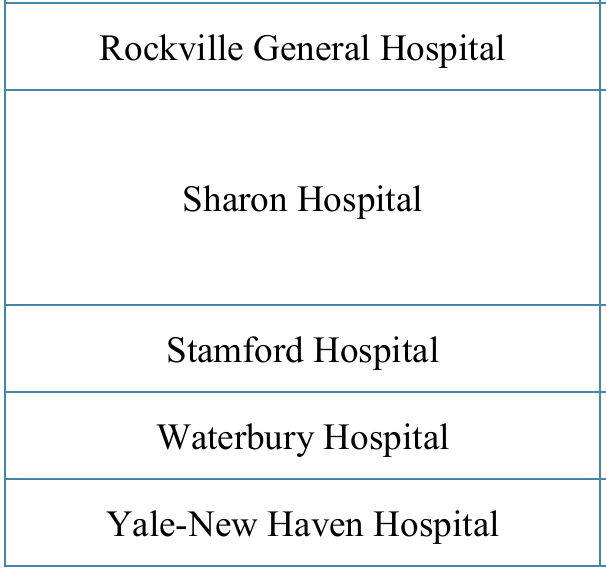 Rockville General Hospital
Sharon Hospital
Stamford Hospital
Waterbury Hospital
Yale-New Haven Hospital